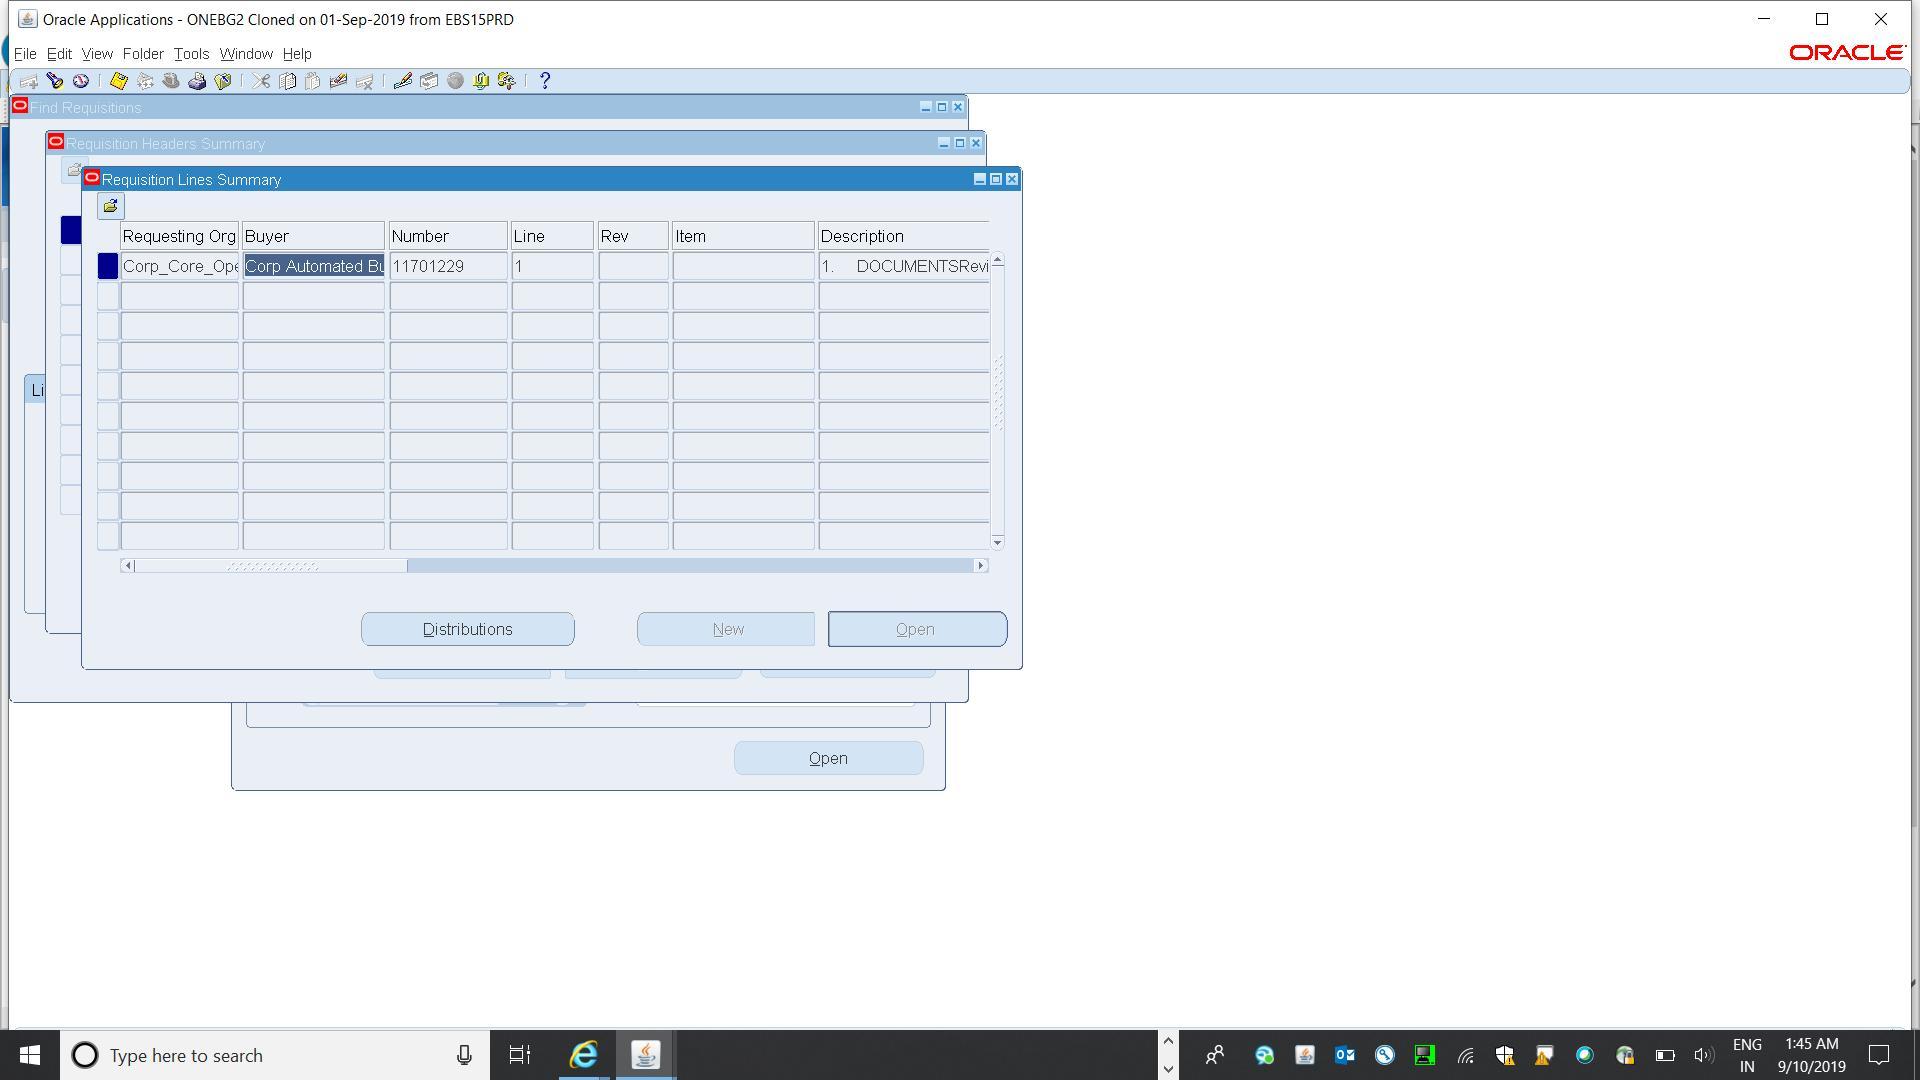 Oracle Applications - ONEBG2 Cloned on 01-Sep-2019 from EBS15PRD
File Edit View Folder Tools Window Help
ORACLE
Find Requisitions
Requisition Headers Summary
Requisition Lines Summary
Requesting Org Buyer Number Line Rev Item Description
Corp_Core_Ope Corp Automated Bu 11701229 1 1. DOCUMENTSRevi
Li
Distributions New Open
Open
Type here to search
ENG
IN
1:45 AM
9/10/2019